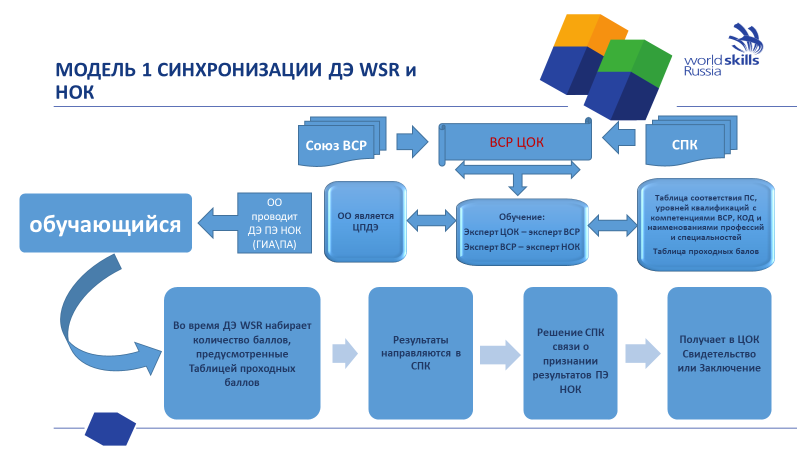 МОДЕЛЬ 1 СИНХРОНИЗАЦИИ ДЭ WSR и
НОК
world skills
Russia
Союз ВСР
ВСР ЦОК
СПК
обучающийся
ОО
проводит
ДЭ ПЭ НОК
(ГИА\ПА)
ОО является
ЦПДЭ
Обучение:
Эксперт ЦОК – эксперт ВСР
Эксперт ВСР – эксперт НОК
Таблица соответствия ПС,
уровней квалификаций с
компетенциями ВСР, КОД и
наименованиями профессий
и специальностей
Таблица проходных балов
Во время ДЭ WSR набирает
количество баллов,
предусмотренные
Таблицей проходных
баллов
Результаты
направляются в
СПК
Решение СПК
связи о
признании
результатов ПЭ
НОК
Получает в ЦОК
Свидетельство
или Заключение